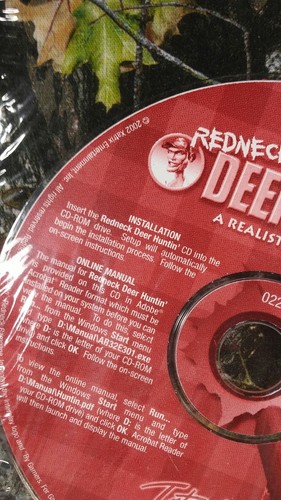 © 2002 Xatrix Entertainment, Inc. All rights reserved.
REDNECK
DEE
A REALIST
INSTALLATION
Insert the Redneck Deer Huntin' CD into the
CD-ROM drive. Setup will automatically
begin the installation process. Follow the
on-screen instructions.
ONLINE MANUAL
The manual for Redneck Deer Huntin'
is provided on the CD in Adobe®
Acrobat® Reader format which must be
installed on your system before you can
view the manual. To do this, select
Run... from the Windows Start menu,
type D:\Manual\AR32E301.exe
(where D: is the letter of your CD-ROM
drive) and click OK. Follow the on-screen
instructions.
To view the online manual, select Run...
from the Windows Start menu, type
D:\Manual\Huntin.pdf (where D: is the letter of
your CD-ROM drive) and click OK. Acrobat Reader
will then launch and display the manual.
022